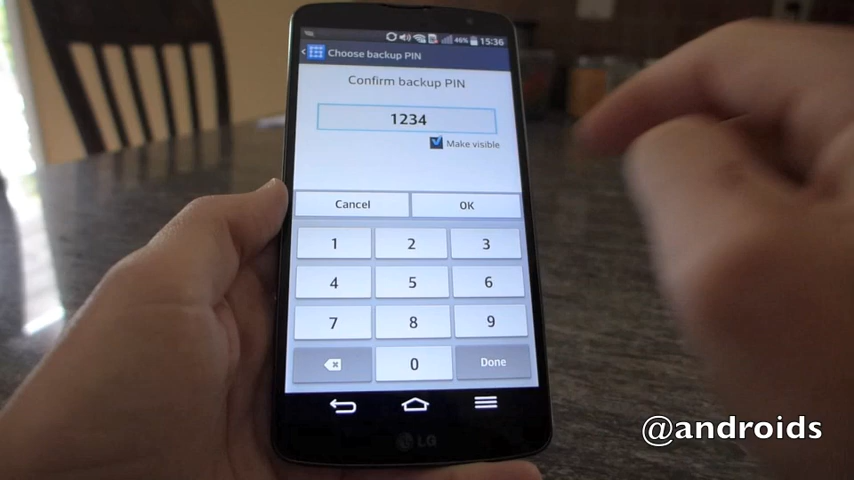 46% 15:36
Choose backup PIN
Confirm backup PIN
1234
Make visible
Cancel OK
1 2 3
4 5 6
7 8 9
0 Done
LG
@androids